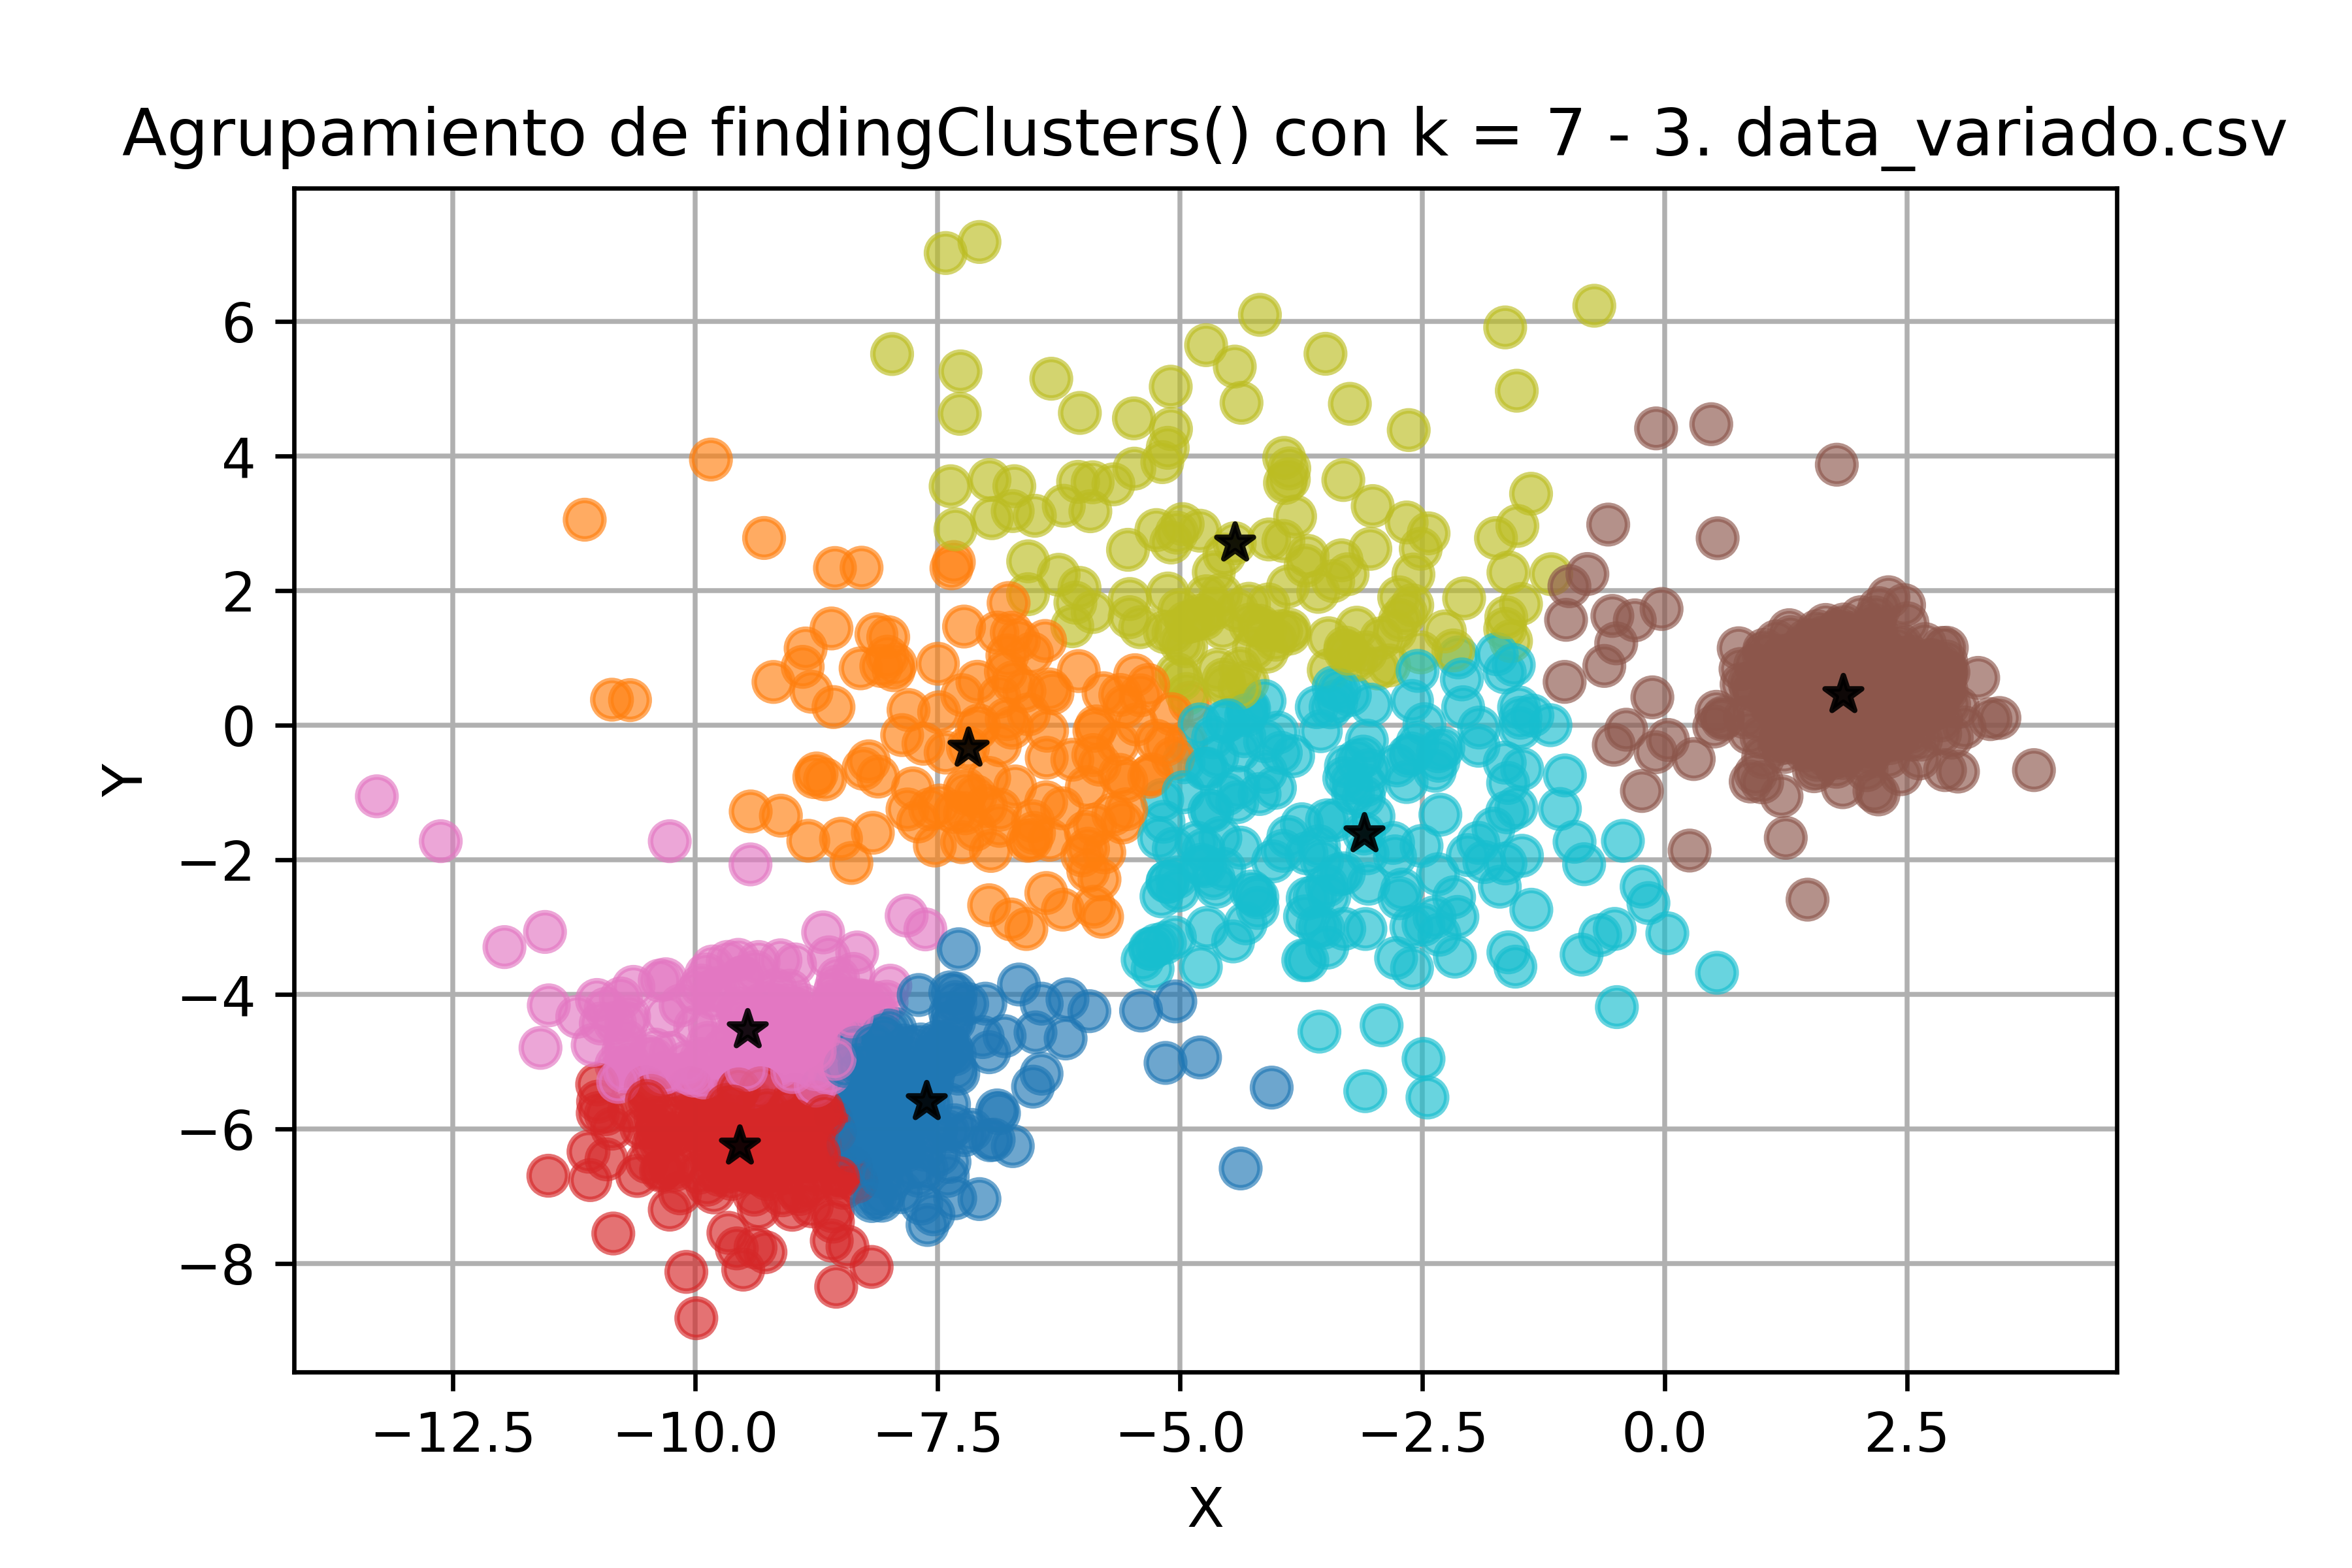 Agrupamiento de findingClusters() con k = 7 - 3. data_variado.csv
6
4
2
0
−2
−4
−6
−8
Y
−12.5 −10.0 −7.5 −5.0 −2.5 0.0 2.5
X